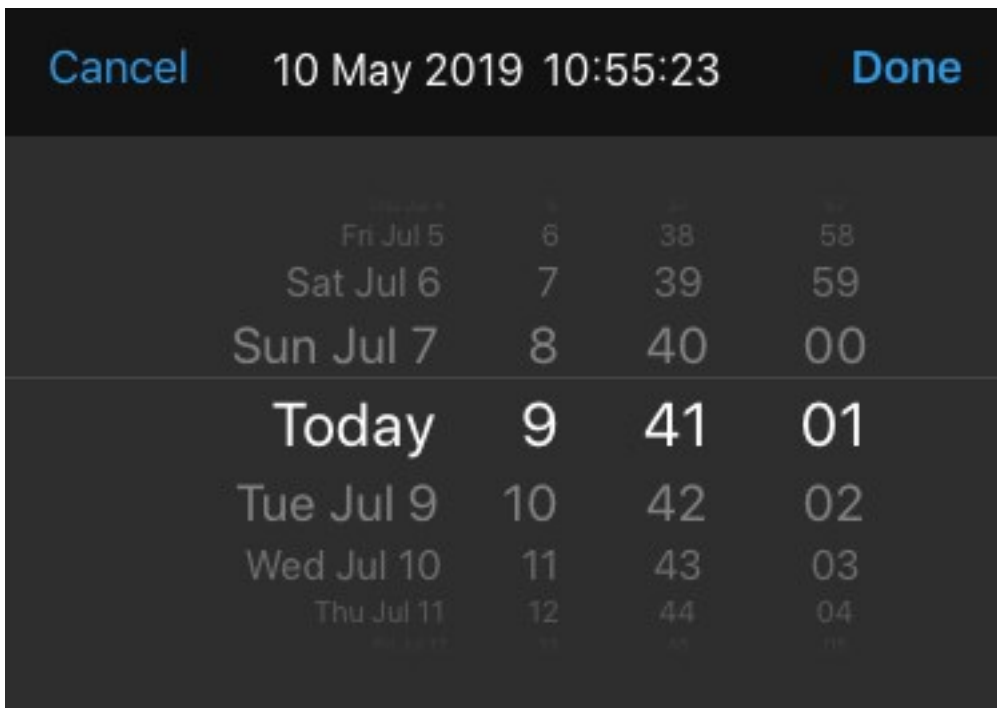 Cancel 10 May 2019 10:55:23 Done
Fri Jul 5 6 38 58
Sat Jul 6 7 39 59
Sun Jul 7 8 40 00
Today 9 41 01
Tue Jul 9 10 42 02
Wed Jul 10 11 43 03
Thu Jul 11 12 44 04